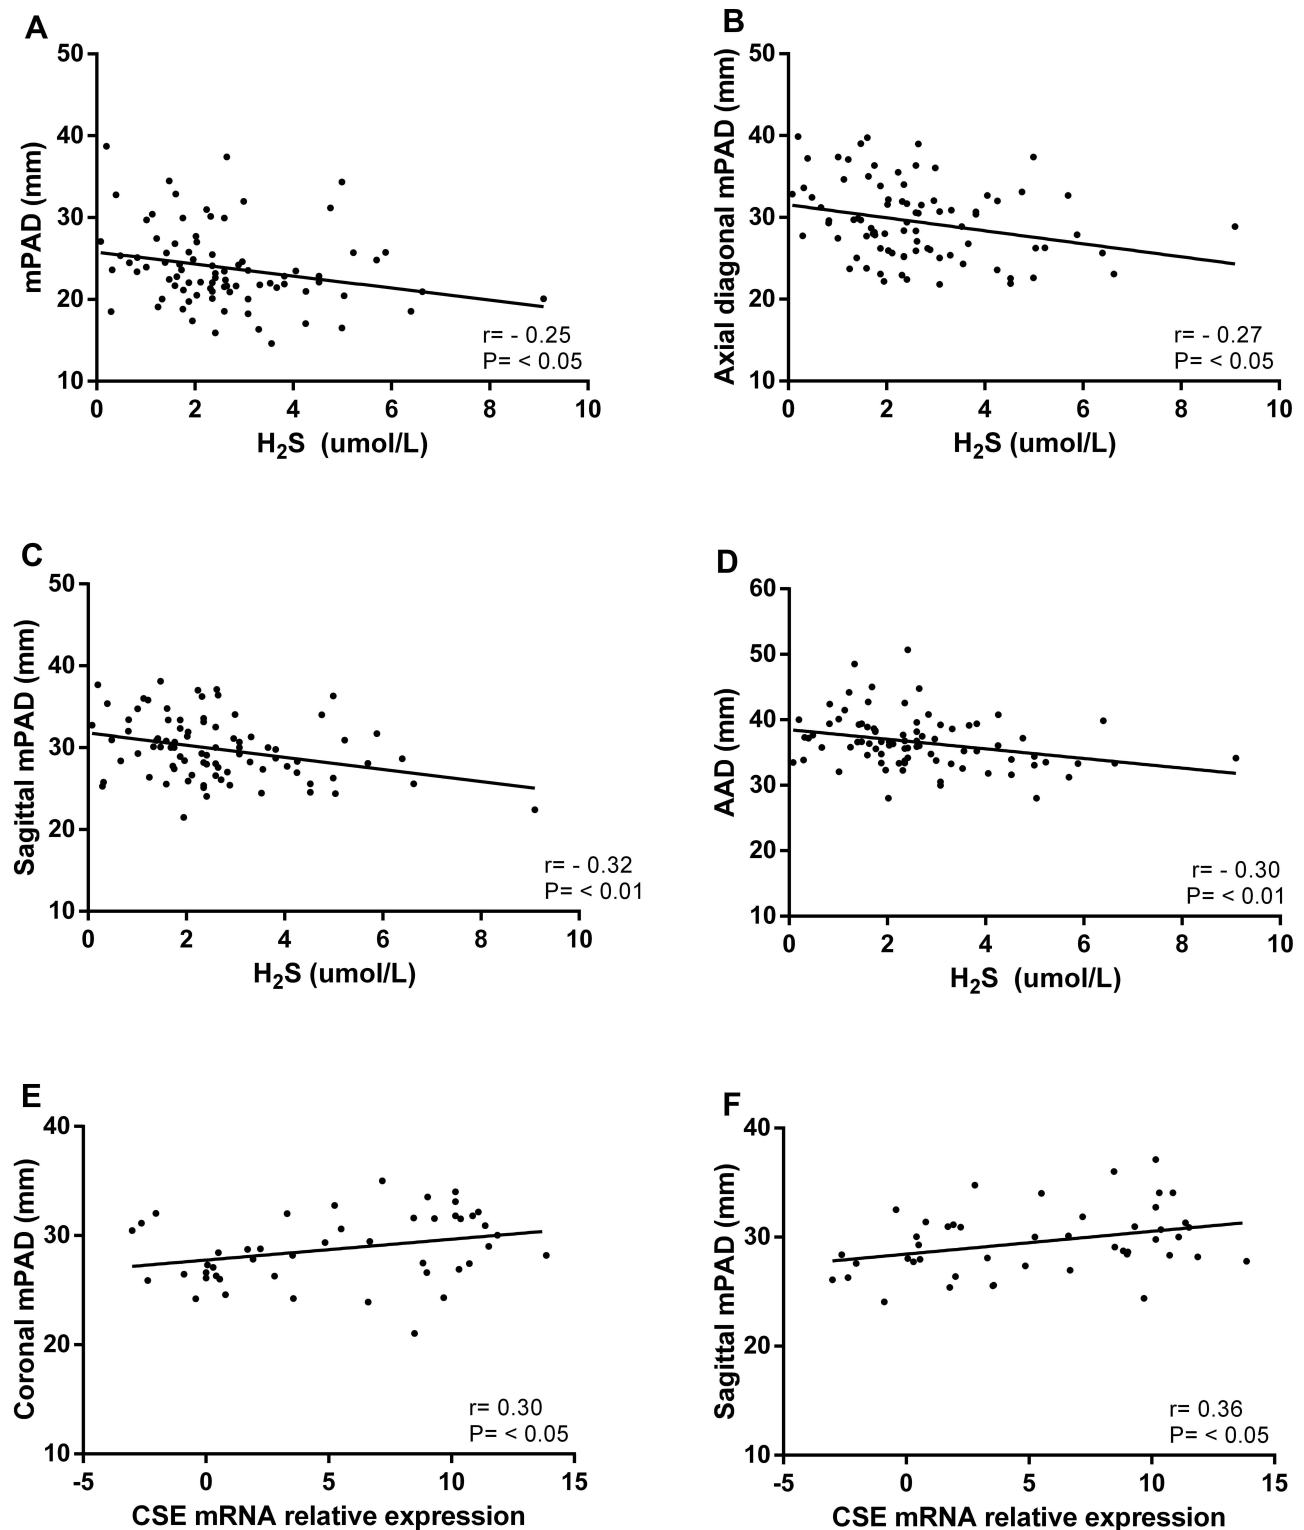 A
50
40
30
20
10
mPAD (mm)
r= - 0.25
P= < 0.05
0 2 4 6 8 10
H₂S (umol/L)
B
50
40
30
20
10
Axial diagonal mPAD (mm)
r= - 0.27
P= < 0.05
0 2 4 6 8 10
H₂S (umol/L)
C
50
40
30
20
10
Sagittal mPAD (mm)
r= - 0.32
P= < 0.01
0 2 4 6 8 10
H₂S (umol/L)
D
60
50
40
30
20
10
AAD (mm)
r= - 0.30
P= < 0.01
0 2 4 6 8 10
H₂S (umol/L)
E
40
30
20
10
Coronal mPAD (mm)
r= 0.30
P= < 0.05
-5 0 5 10 15
CSE mRNA relative expression
F
40
30
20
10
Sagittal mPAD (mm)
r= 0.36
P= < 0.05
-5 0 5 10 15
CSE mRNA relative expression